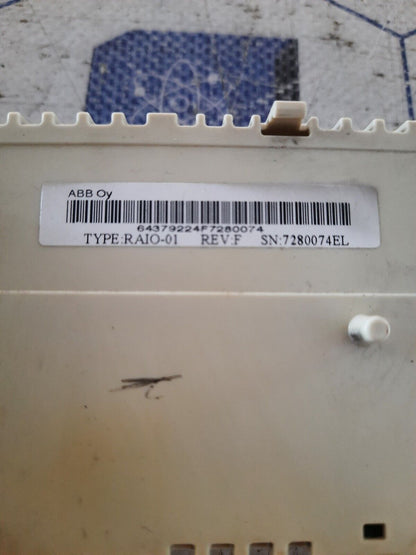 ABB Oy
64379224F7280074
TYPE:RAIO-01 REV:F SN:7280074EL